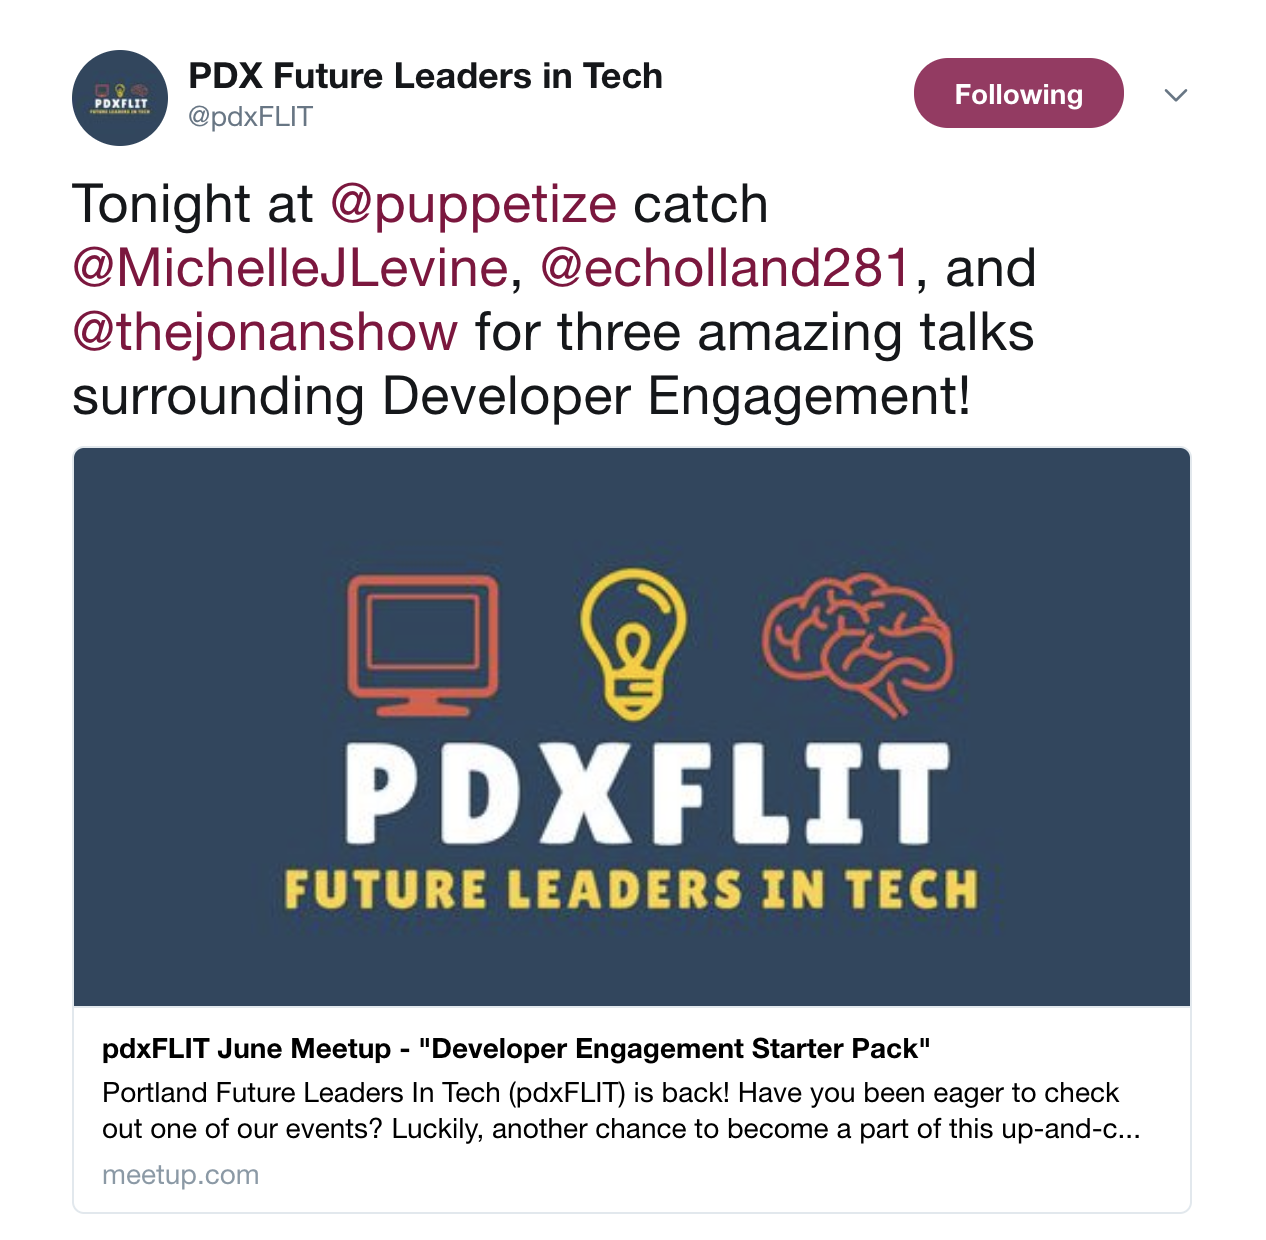 PDXFLIT
FUTURE LEADERS IN TECH
PDX Future Leaders in Tech
@pdxFLIT
Following
Tonight at @puppetize catch
@MichelleJLevine, @echolland281, and
@thejonanshow for three amazing talks
surrounding Developer Engagement!
PDXFLIT
FUTURE LEADERS IN TECH
pdxFLIT June Meetup - "Developer Engagement Starter Pack"
Portland Future Leaders In Tech (pdxFLIT) is back! Have you been eager to check
out one of our events? Luckily, another chance to become a part of this up-and-c...
meetup.com